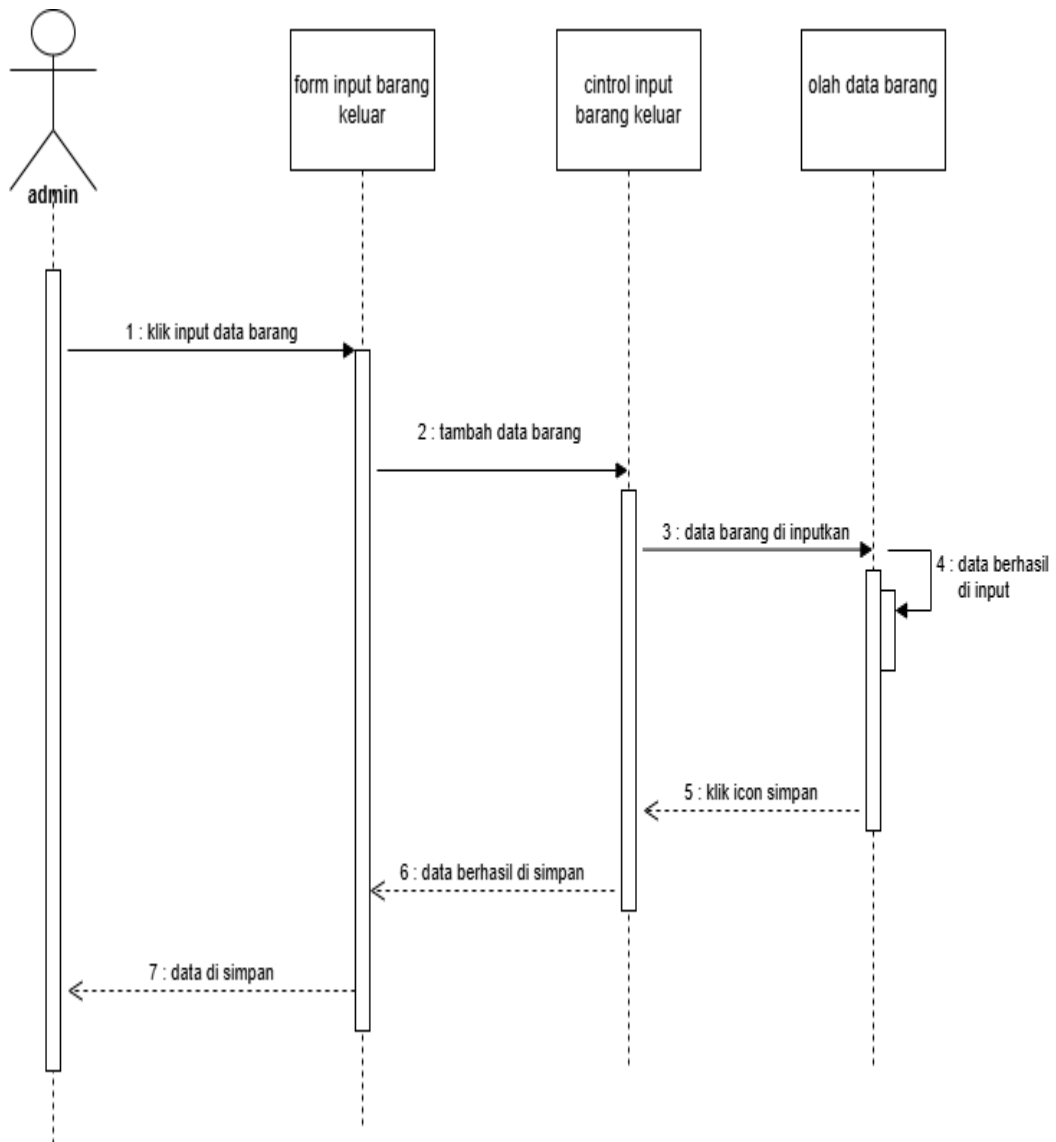 admin
form input barang
keluar
cintrol input
barang keluar
olah data barang
1 : klik input data barang
2 : tambah data barang
3 : data barang di inputkan
4 : data berhasil
di input
5 : klik icon simpan
6 : data berhasil di simpan
7 : data di simpan